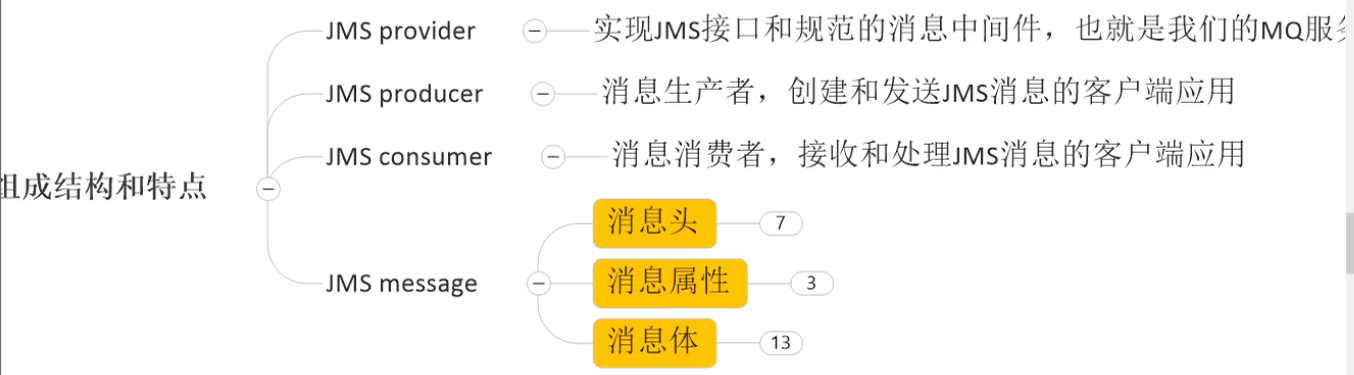 JMS provider
实现JMS接口和规范的消息中间件，也就是我们的MQ服
JMS producer
消息生产者，创建和发送JMS消息的客户端应用
JMS consumer
消息消费者，接收和处理JMS消息的客户端应用
组成结构和特点
消息头
7
JMS message
消息属性
3
消息体
13